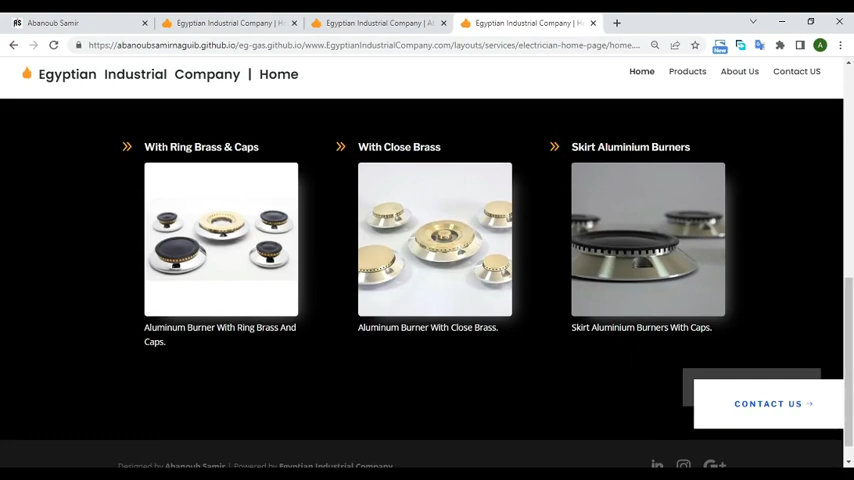 Abanoub Samir
Egyptian Industrial Company | H
Egyptian Industrial Company | Al
Egyptian Industrial Company | H
https://abanoubsamirnaguib.github.io/eg-gas.github.io/www.EgyptianIndustrialCompany.com/layouts/services/electrician-home-page/home....
New
A
Egyptian Industrial Company | Home
Home Products About Us Contact US
With Ring Brass & Caps
With Close Brass
Skirt Aluminium Burners
Aluminum Burner With Ring Brass And
Caps.
Aluminum Burner With Close Brass.
Skirt Aluminium Burners With Caps.
CONTACT US →
Designed by Abanoub Samir | Powered by Egyptian Industrial Company